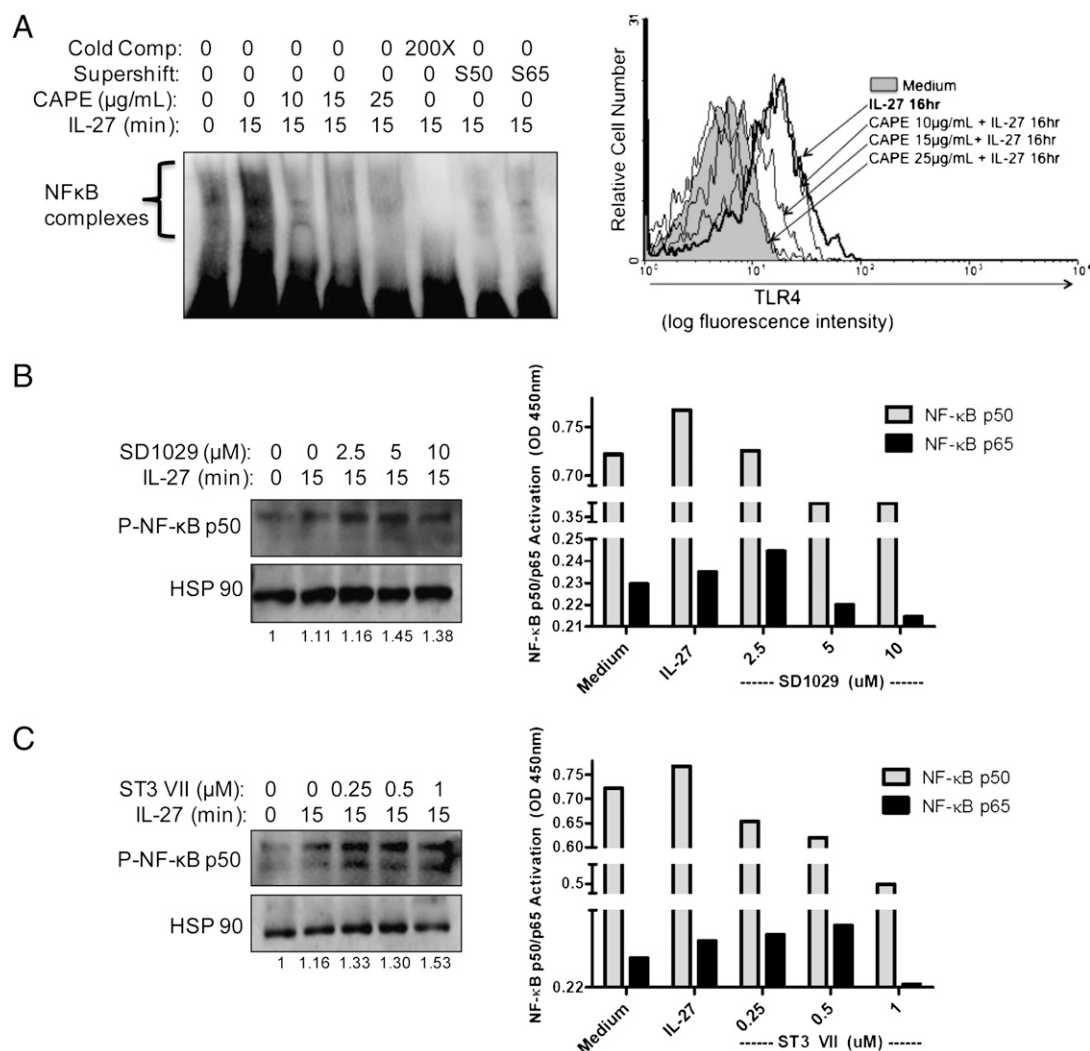 A
Cold Comp: 0 0 0 0 0 200X 0 0
Supershift: 0 0 0 0 0 0 S50 S65
CAPE (µg/mL): 0 0 10 15 25 0 0 0
IL-27 (min): 0 15 15 15 15 15 15 15
NFκB
complexes
31
Relative Cell Number
0
10⁰ 10¹ 10² 10³ 10⁴
TLR4
(log fluorescence intensity)
Medium
IL-27 16hr
CAPE 10µg/mL + IL-27 16hr
CAPE 15µg/mL+ IL-27 16hr
CAPE 25µg/mL + IL-27 16hr
B
SD1029 (µM): 0 0 2.5 5 10
IL-27 (min): 0 15 15 15 15
P-NF-κB p50
HSP 90
1 1.11 1.16 1.45 1.38
NF-κB p50/p65 Activation (OD 450nm)
0.75
0.70
0.35
0.25
0.24
0.23
0.22
0.21
NF-κB p50
NF-κB p65
Medium IL-27 2.5 5 10
------ SD1029 (uM) ------
C
ST3 VII (µM): 0 0 0.25 0.5 1
IL-27 (min): 0 15 15 15 15
P-NF-κB p50
HSP 90
1 1.16 1.33 1.30 1.53
NF-κB p50/p65 Activation (OD 450nm)
0.75
0.70
0.65
0.60
0.5
0.22
NF-κB p50
NF-κB p65
Medium IL-27 0.25 0.5 1
------ ST3 VII (uM) ------